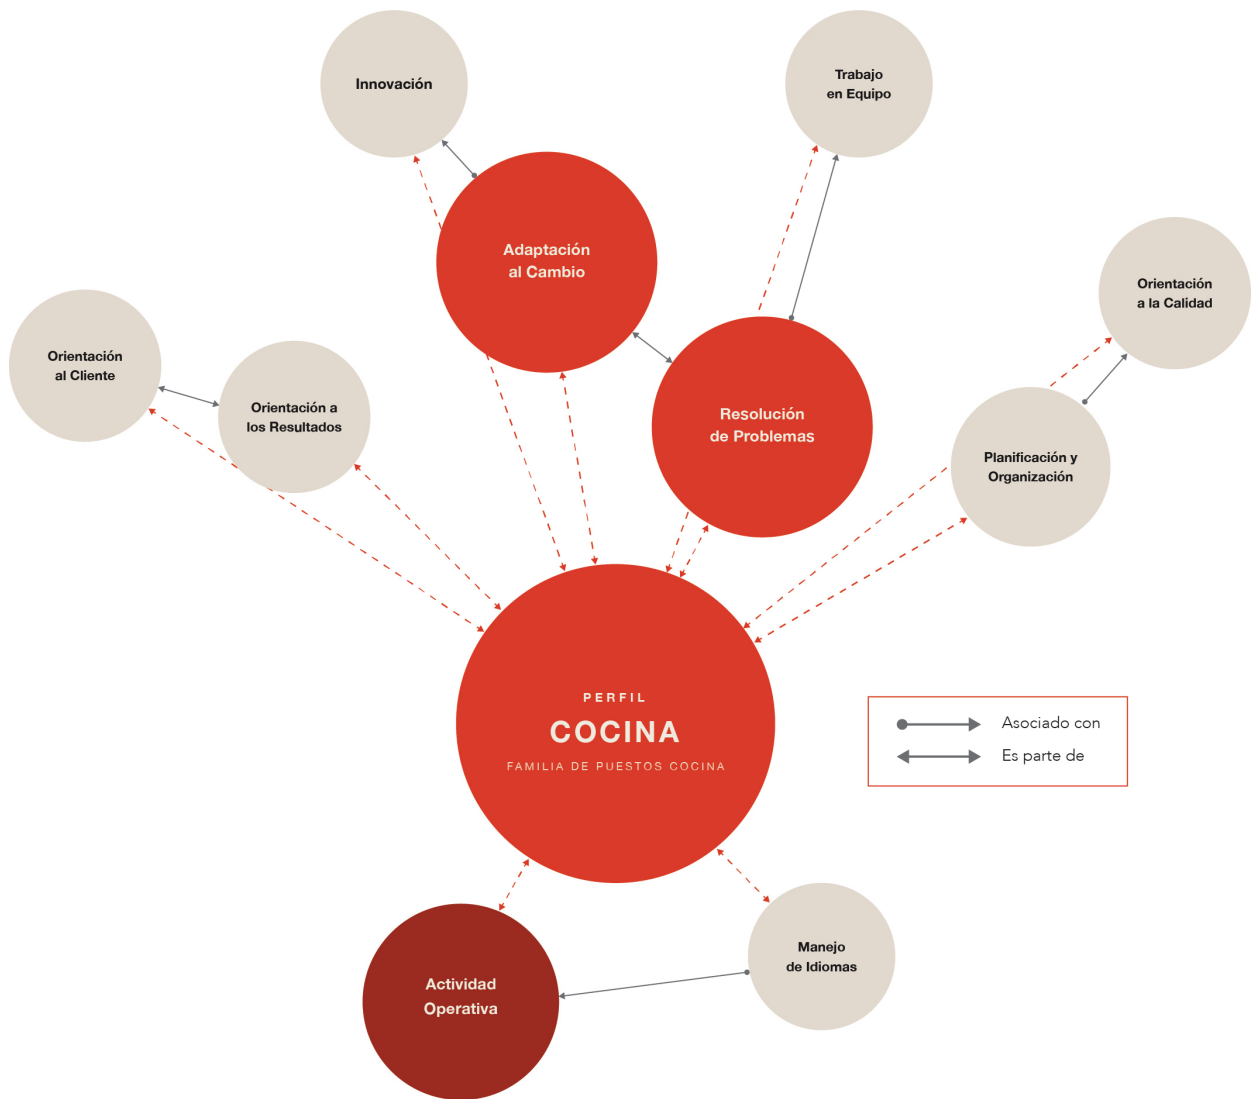 Innovación
Trabajo
en Equipo
Adaptación
al Cambio
Orientación
a la Calidad
Orientación
al Cliente
Orientación a
los Resultados
Resolución
de Problemas
Planificación y
Organización
PERFIL
COCINA
FAMILIA DE PUESTOS COCINA
Asociado con
Es parte de
Manejo
de Idiomas
Actividad
Operativa